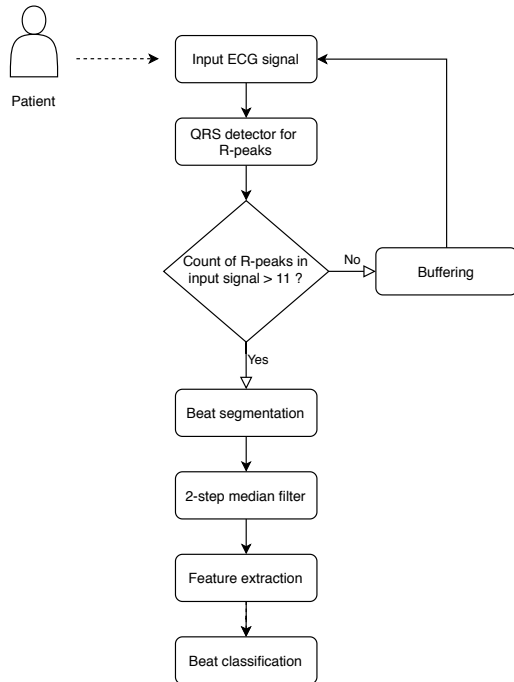 Input ECG signal
Patient
QRS detector for
R-peaks
Count of R-peaks in
input signal > 11 ?
No
Buffering
Yes
Beat segmentation
2-step median filter
Feature extraction
Beat classification